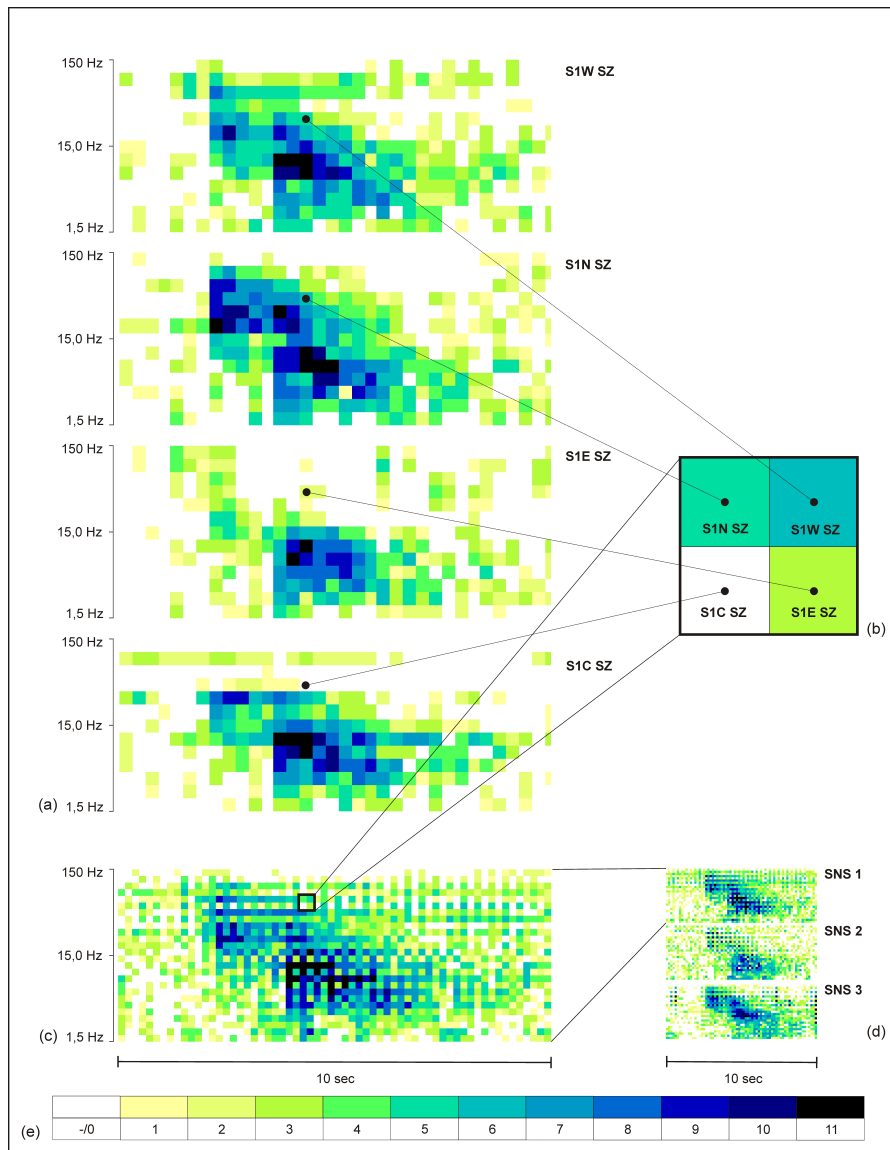 150 Hz
S1W SZ
15,0 Hz
1,5 Hz
150 Hz
S1N SZ
15,0 Hz
1,5 Hz
150 Hz
S1E SZ
15,0 Hz
1,5 Hz
150 Hz
S1C SZ
15,0 Hz
1,5 Hz
(a)
S1N SZ S1W SZ
S1C SZ S1E SZ
(b)
150 Hz
15,0 Hz
1,5 Hz
(c)
10 sec
SNS 1
SNS 2
SNS 3
(d)
10 sec
(e)
-/0 1 2 3 4 5 6 7 8 9 10 11